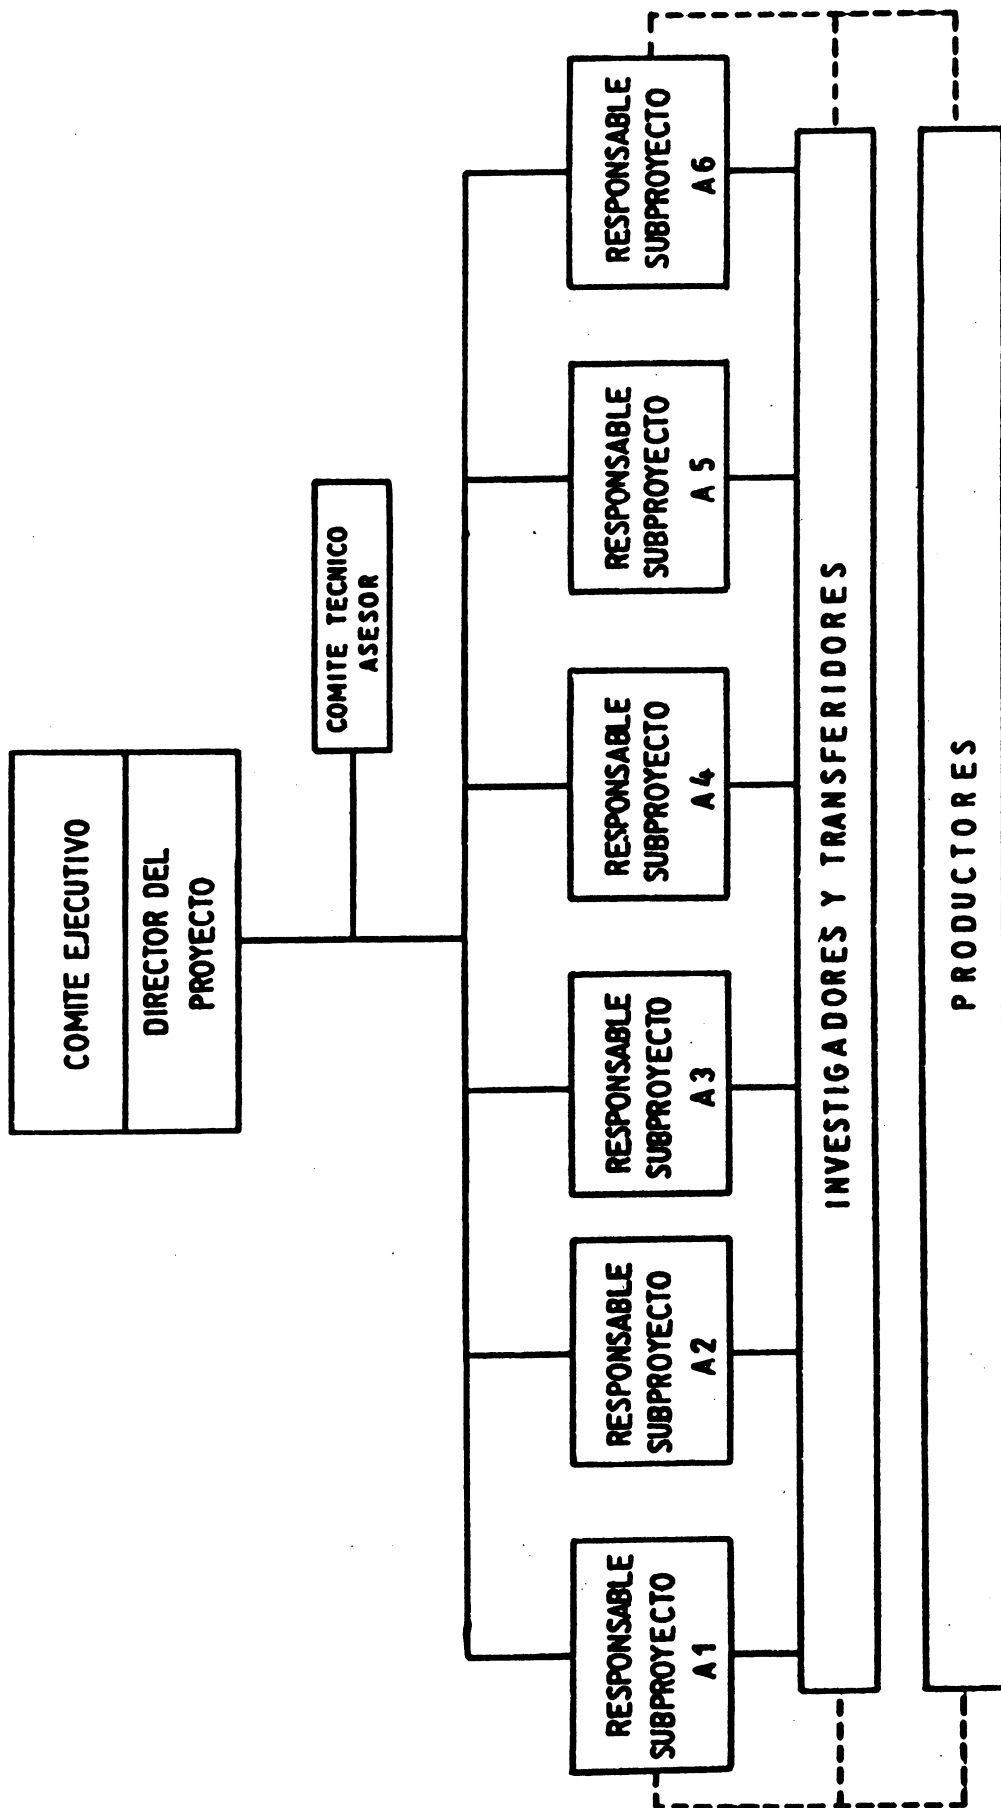 COMITE EJECUTIVO
DIRECTOR DEL
PROYECTO
COMITE TECNICO
ASESOR
RESPONSABLE
SUBPROYECTO
A1
RESPONSABLE
SUBPROYECTO
A2
RESPONSABLE
SUBPROYECTO
A3
RESPONSABLE
SUBPROYECTO
A4
RESPONSABLE
SUBPROYECTO
A5
RESPONSABLE
SUBPROYECTO
A6
INVESTIGADORES Y TRANSFERIDORES
PRODUCTORES